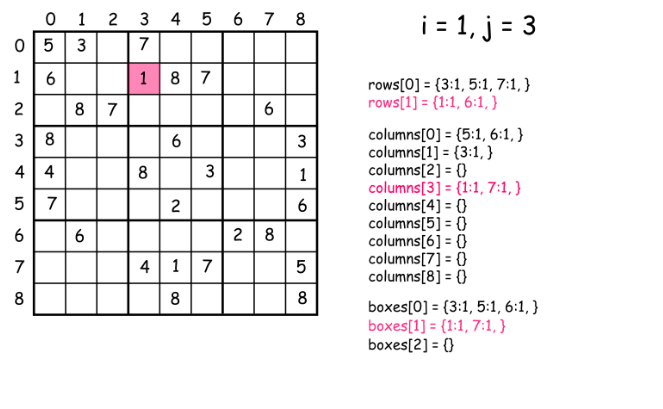 i = 1, j = 3
0 1 2 3 4 5 6 7 8
0 5 3 7
1 6 1 8 7
2 8 7 6
3 8 6 3
4 4 8 3 1
5 7 2 6
6 6 2 8
7 4 1 7 5
8 8 8
rows[0] = {3:1, 5:1, 7:1, }
rows[1] = {1:1, 6:1, }
columns[0] = {5:1, 6:1, }
columns[1] = {3:1, }
columns[2] = {}
columns[3] = {1:1, 7:1, }
columns[4] = {}
columns[5] = {}
columns[6] = {}
columns[7] = {}
columns[8] = {}
boxes[0] = {3:1, 5:1, 6:1, }
boxes[1] = {1:1, 7:1, }
boxes[2] = {}